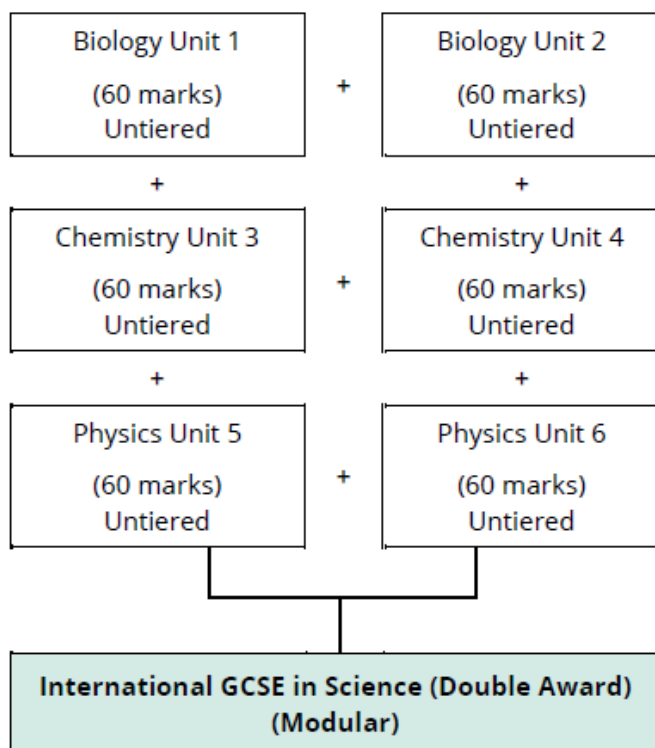 Biology Unit 1
(60 marks)
Untiered
+
Biology Unit 2
(60 marks)
Untiered
+
+
Chemistry Unit 3
(60 marks)
Untiered
+
Chemistry Unit 4
(60 marks)
Untiered
+
+
Physics Unit 5
(60 marks)
Untiered
+
Physics Unit 6
(60 marks)
Untiered
International GCSE in Science (Double Award)
(Modular)